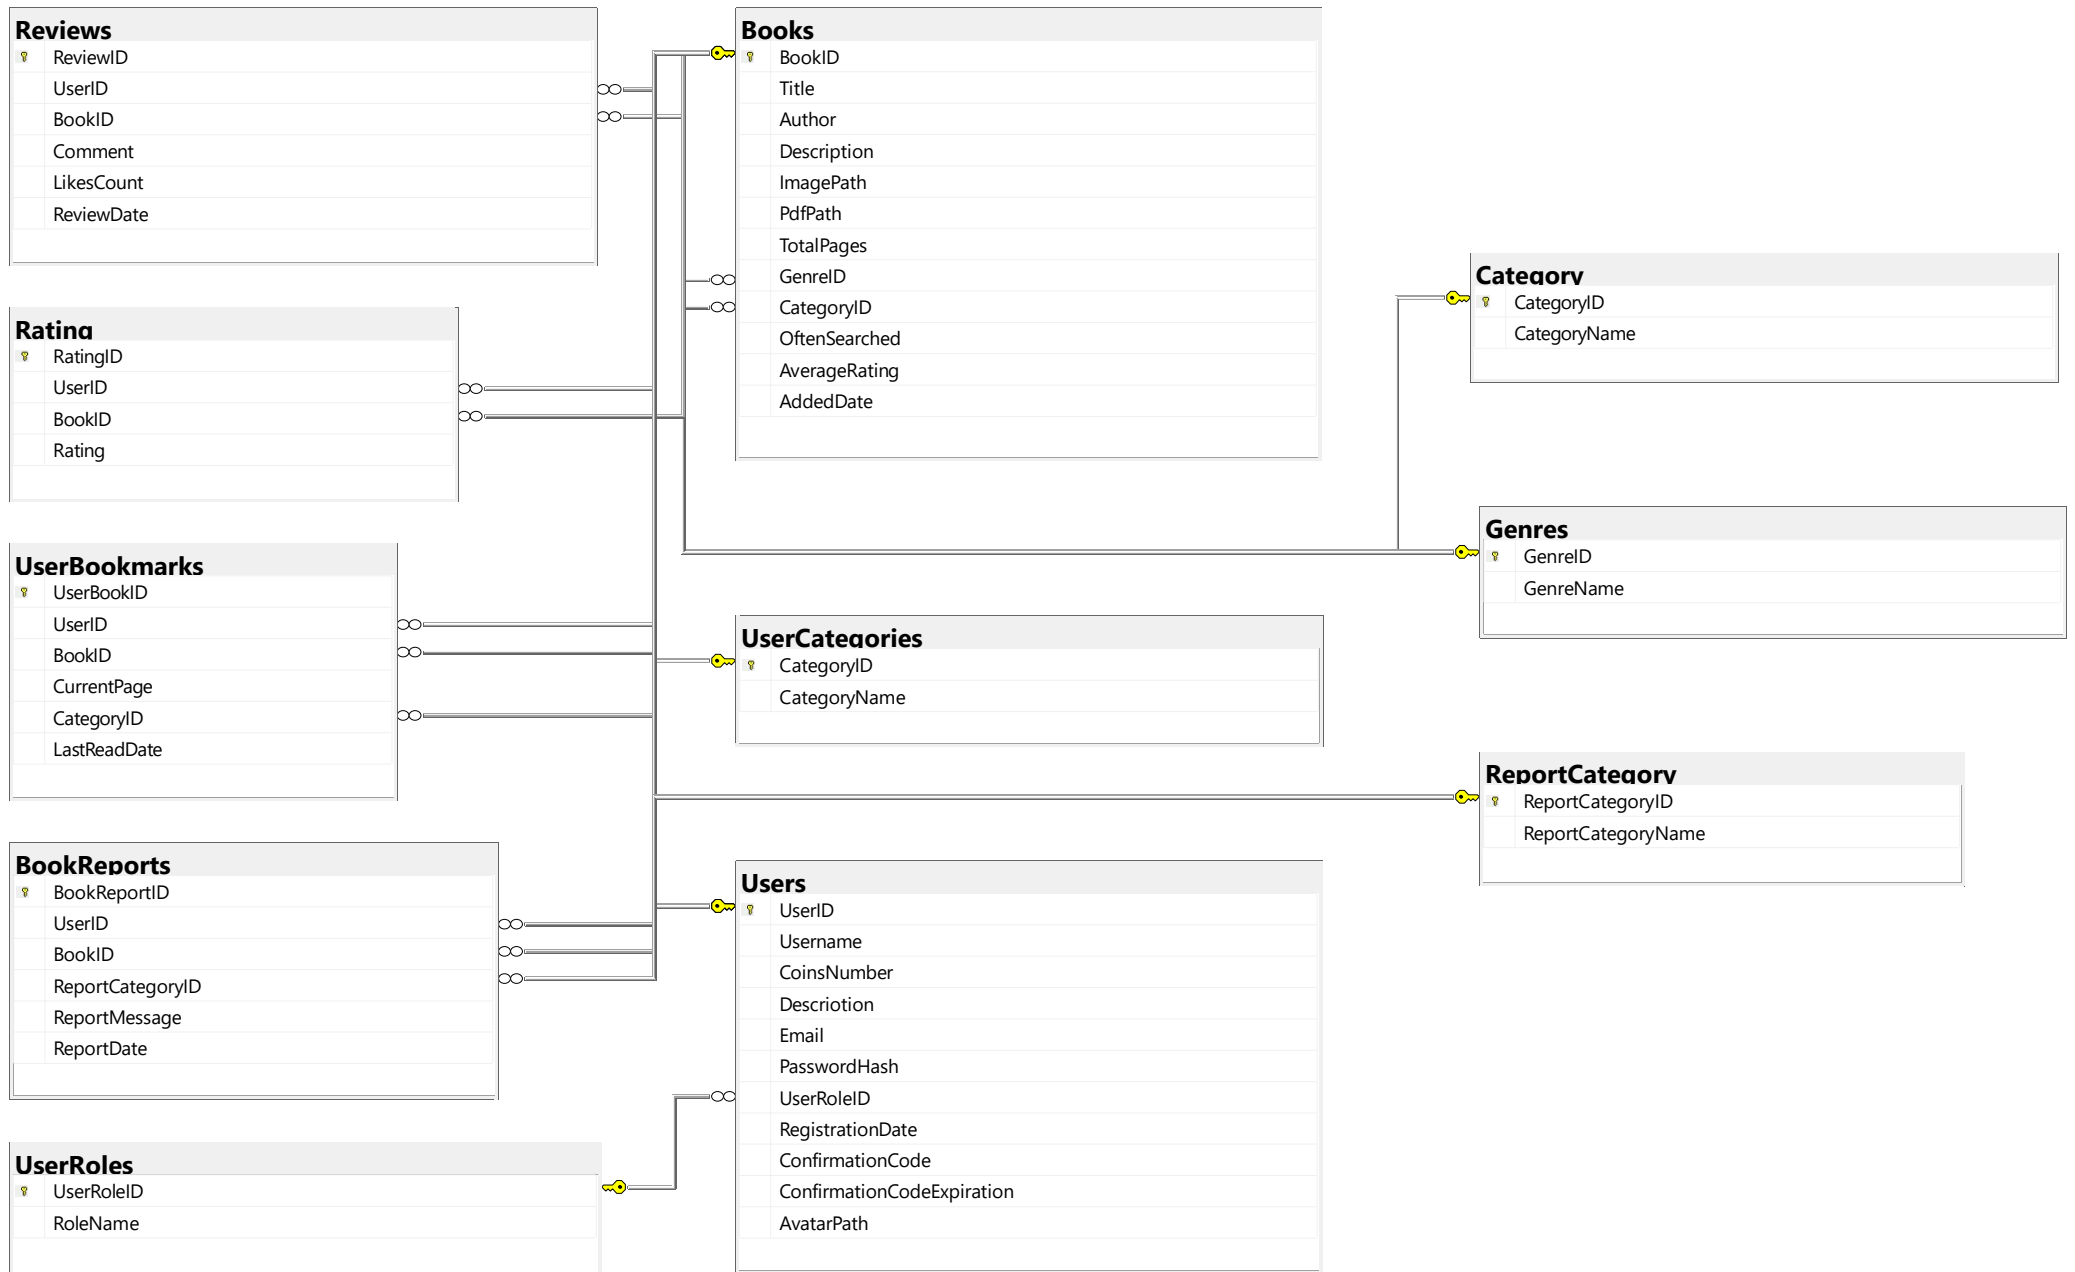 Reviews
ReviewID
UserID
BookID
Comment
LikesCount
ReviewDate
Rating
RatingID
UserID
BookID
Rating
UserBookmarks
UserBookID
UserID
BookID
CurrentPage
CategoryID
LastReadDate
BookReports
BookReportID
UserID
BookID
ReportCategoryID
ReportMessage
ReportDate
UserRoles
UserRoleID
RoleName
Books
BookID
Title
Author
Description
ImagePath
PdfPath
TotalPages
GenreID
CategoryID
OftenSearched
AverageRating
AddedDate
UserCategories
CategoryID
CategoryName
Users
UserID
Username
CoinsNumber
Descriotion
Email
PasswordHash
UserRoleID
RegistrationDate
ConfirmationCode
ConfirmationCodeExpiration
AvatarPath
Category
CategoryID
CategoryName
Genres
GenreID
GenreName
ReportCategory
ReportCategoryID
ReportCategoryName